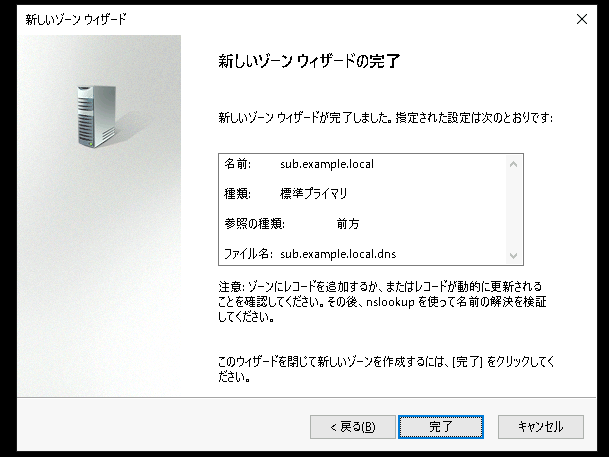 新しいゾーン ウィザード
新しいゾーン ウィザードの完了
新しいゾーン ウィザードが完了しました。指定された設定は次のとおりです:
名前: sub.example.local
種類: 標準プライマリ
参照の種類: 前方
ファイル名: sub.example.local.dns
注意: ゾーンにレコードを追加するか、またはレコードが動的に更新される
ことを確認してください。その後、nslookup を使って名前の解決を検証
してください。
このウィザードを閉じて新しいゾーンを作成するには、[完了] をクリックしてく
ださい。
< 戻る(B) 完了 キャンセル